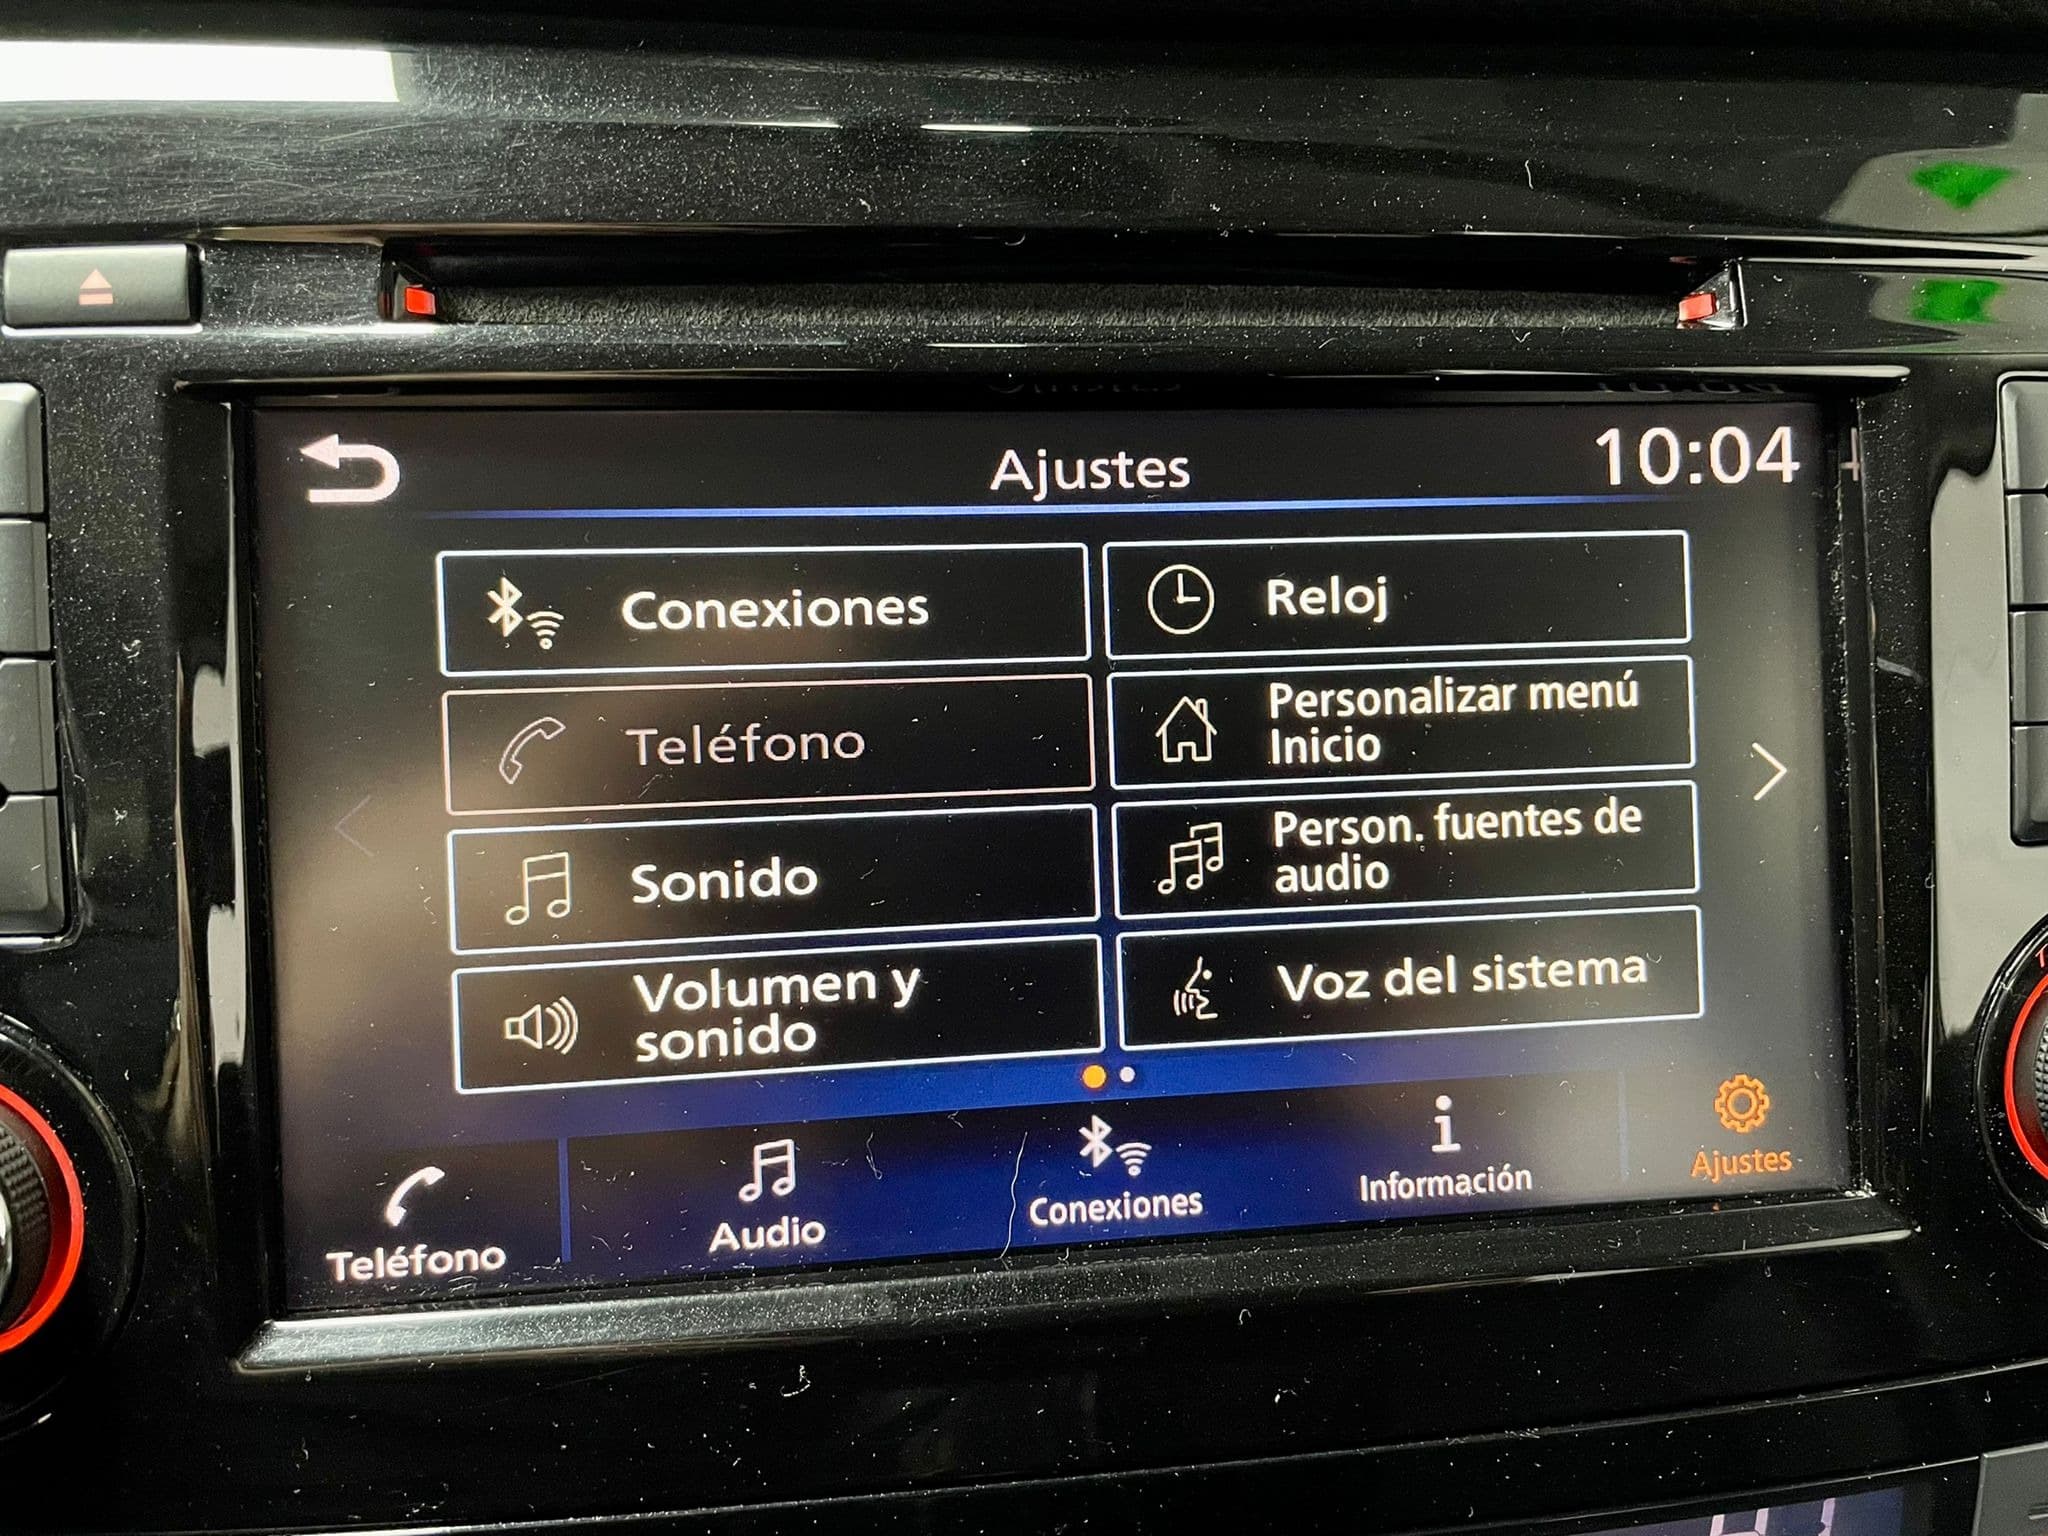 Ajustes
10:04
Conexiones
Reloj
Teléfono
Personalizar menú
Inicio
Sonido
Person. fuentes de
audio
Volumen y
sonido
Voz del sistema
Teléfono
Audio
Conexiones
Información
Ajustes